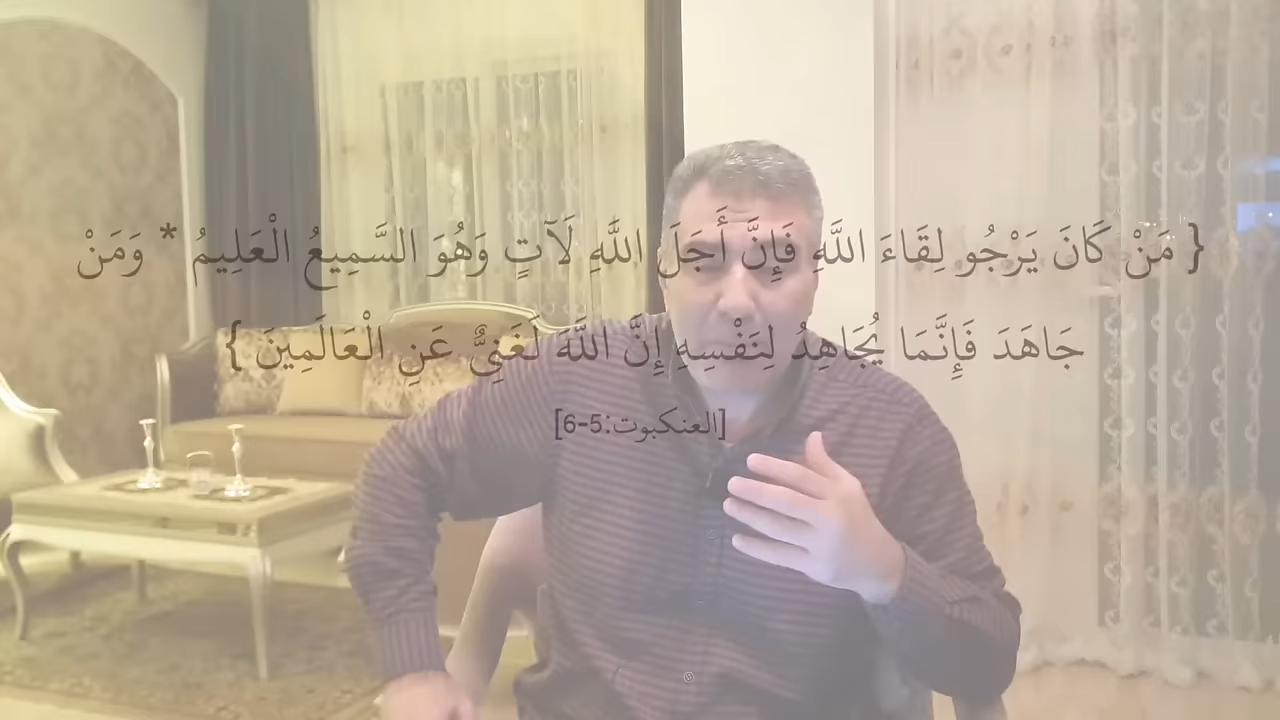 { مَنْ كَانَ يَرْجُو لِقَاءَ اللَّهِ فَإِنَّ أَجَلَ اللَّهِ لَآتٍ وَهُوَ السَّمِيعُ الْعَلِيمُ * وَمَنْ
جَاهَدَ فَإِنَّمَا يُجَاهِدُ لِنَفْسِهِ إِنَّ اللَّهَ لَغَنِيٌّ عَنِ الْعَالَمِينَ }
[العنكبوت:5-6]